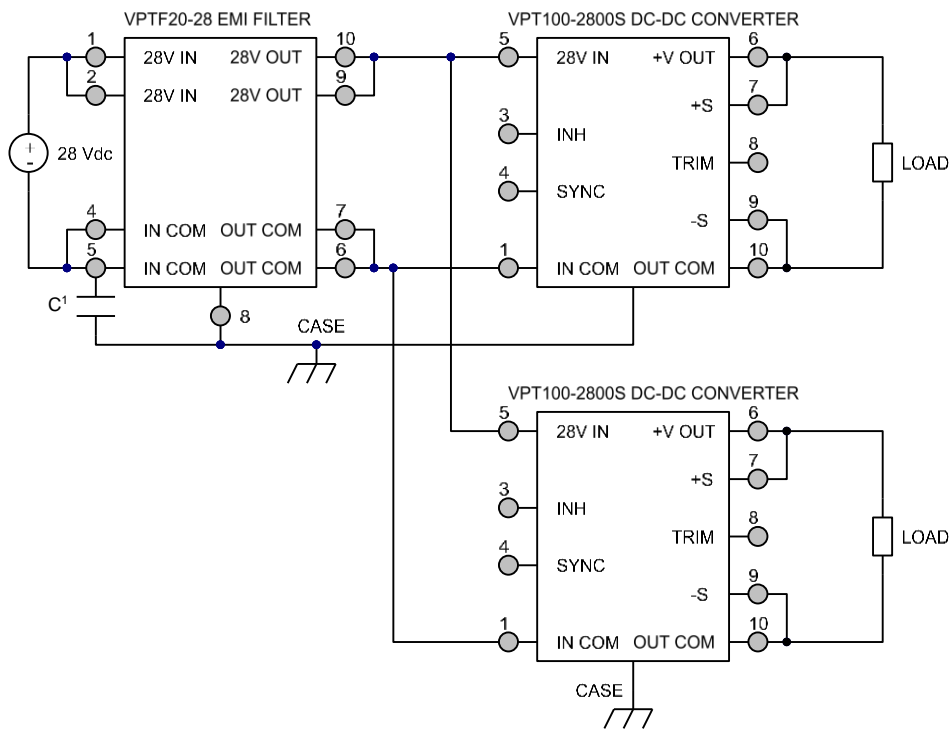 VPTF20-28 EMI FILTER
VPT100-2800S DC-DC CONVERTER
1 28V IN 28V OUT 10
2 28V IN 28V OUT 9
+
-
28 Vdc
4 IN COM OUT COM 7
5 IN COM OUT COM 6
C¹
8
CASE
5 28V IN +V OUT 6
+S 7
3 INH
TRIM 8
4 SYNC
-S 9
1 IN COM OUT COM 10
LOAD
VPT100-2800S DC-DC CONVERTER
5 28V IN +V OUT 6
+S 7
3 INH
TRIM 8
4 SYNC
-S 9
1 IN COM OUT COM 10
LOAD
CASE